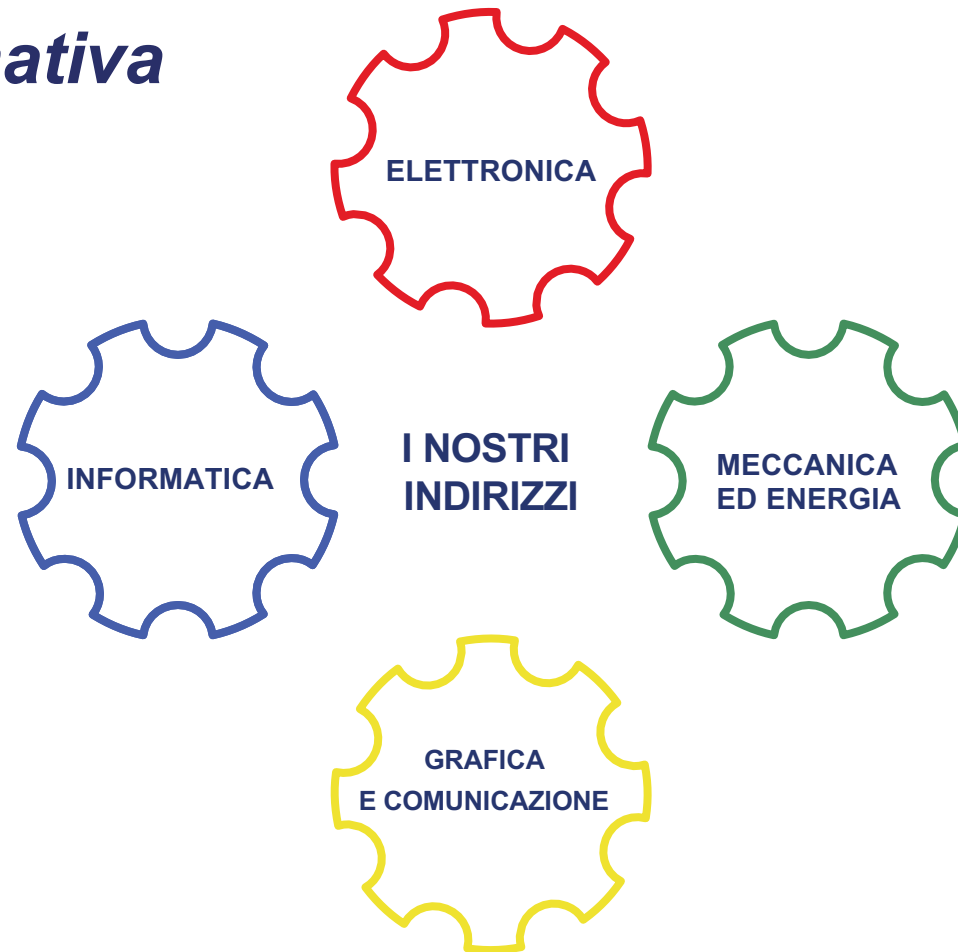 ativa
ELETTRONICA
INFORMATICA
I NOSTRI
INDIRIZZI
MECCANICA
ED ENERGIA
GRAFICA
E COMUNICAZIONE